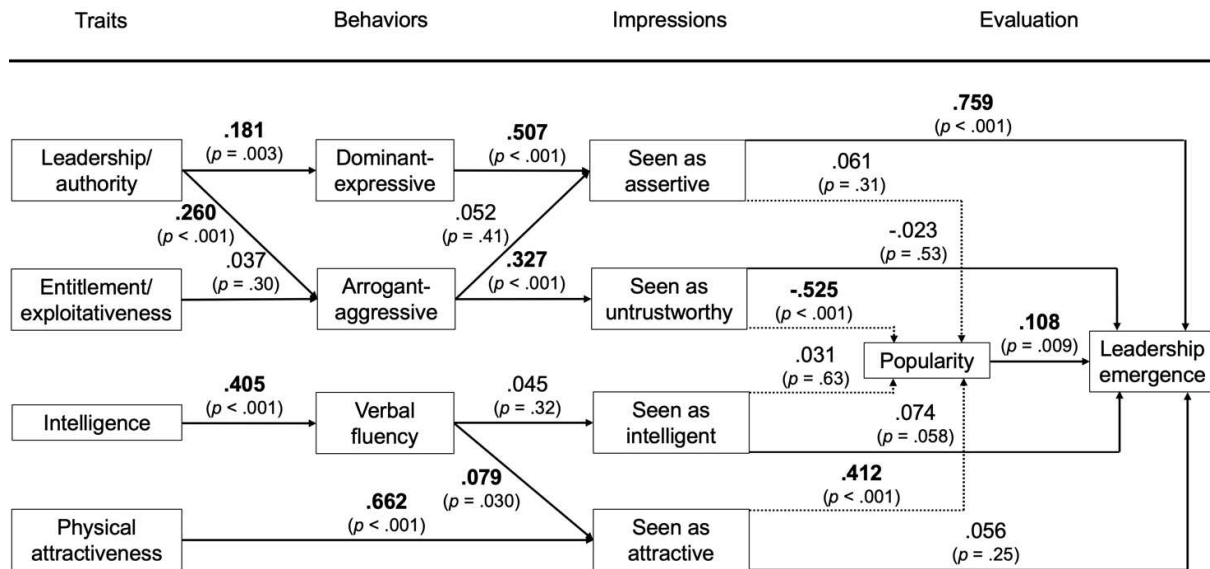 Traits
Behaviors
Impressions
Evaluation
.759
(p < .001)
.181
(p = .003)
.507
(p < .001)
.061
(p = .31)
Leadership/
authority
Dominant-
expressive
Seen as
assertive
.260
(p < .001)
.052
(p = .41)
-.023
(p = .53)
.037
(p = .30)
.327
(p < .001)
Entitlement/
exploitativeness
Arrogant-
aggressive
Seen as
untrustworthy
-.525
(p < .001)
.108
(p = .009)
Popularity
Leadership
emergence
.031
(p = .63)
.405
(p < .001)
.045
(p = .32)
Intelligence
Verbal
fluency
Seen as
intelligent
.074
(p = .058)
.079
(p = .030)
.412
(p < .001)
.662
(p < .001)
Physical
attractiveness
Seen as
attractive
.056
(p = .25)